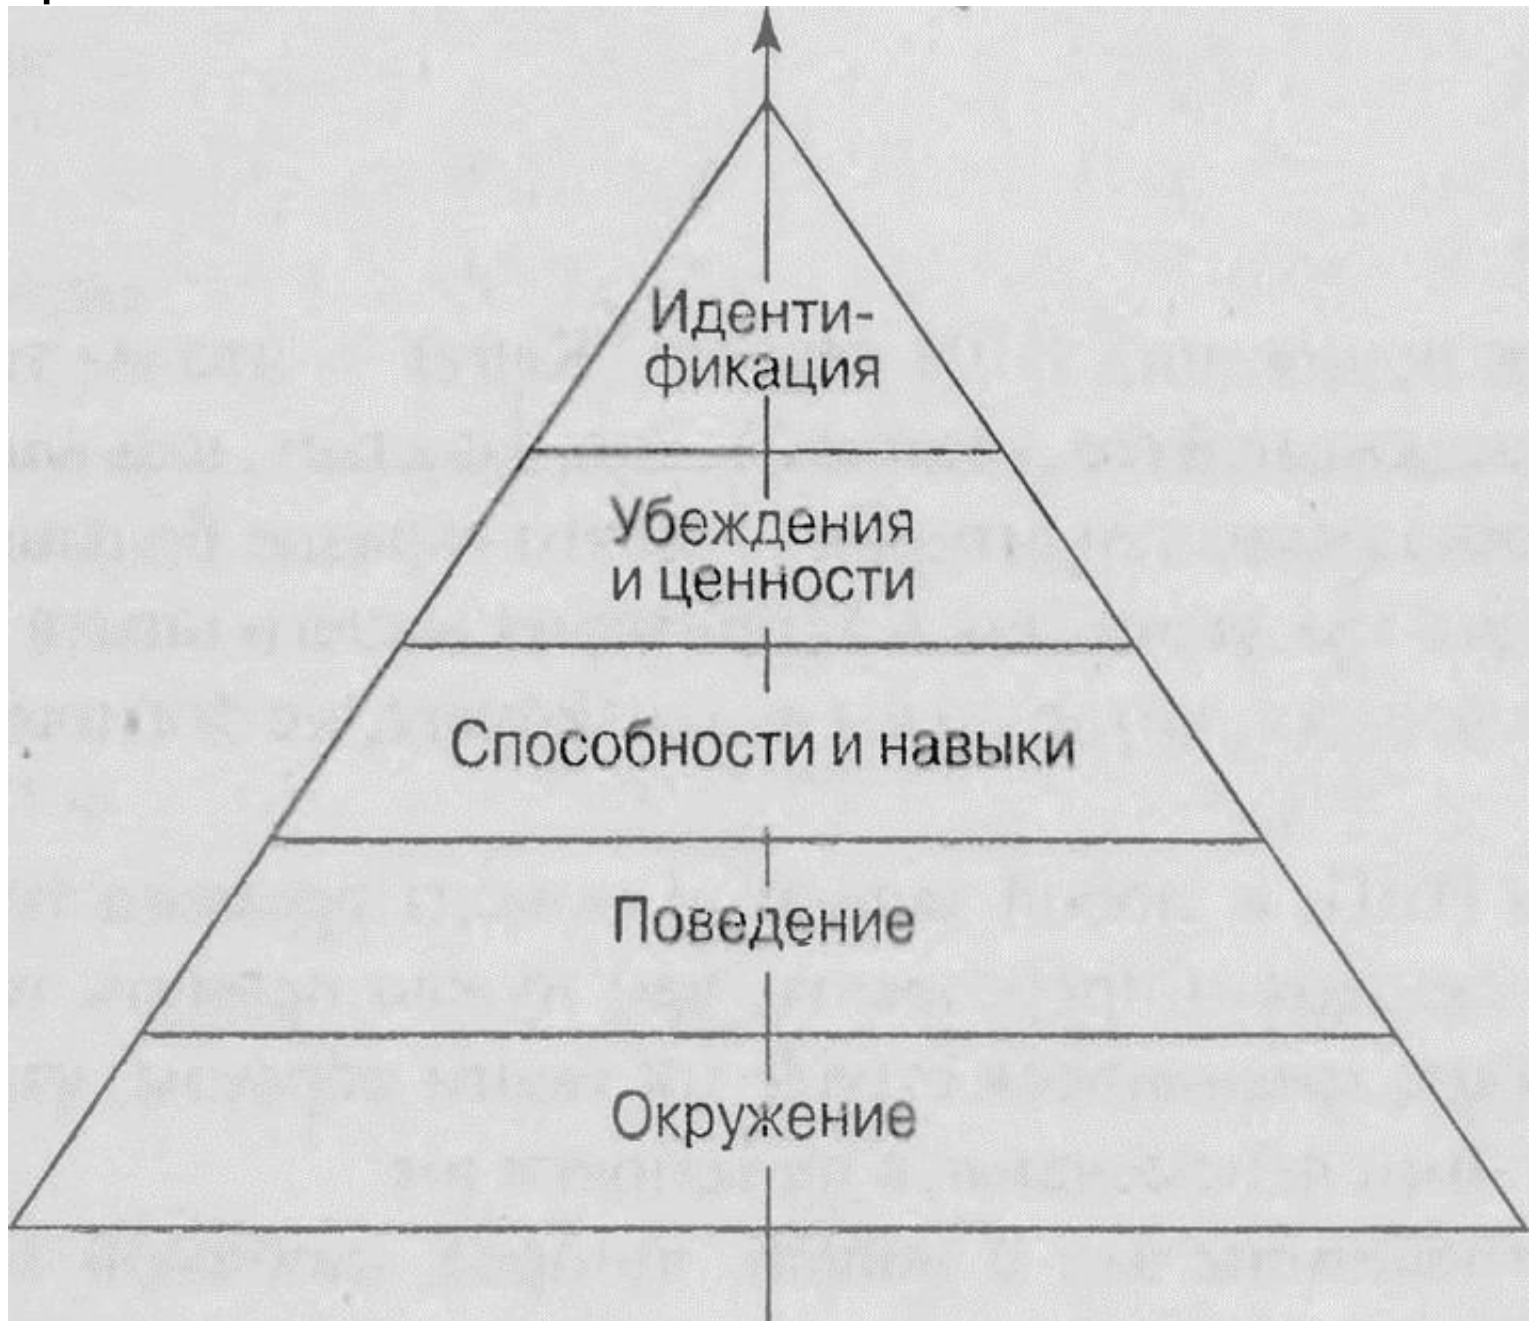 Иденти-
фикация
Убеждения
и ценности
Способности и навыки
Поведение
Окружение